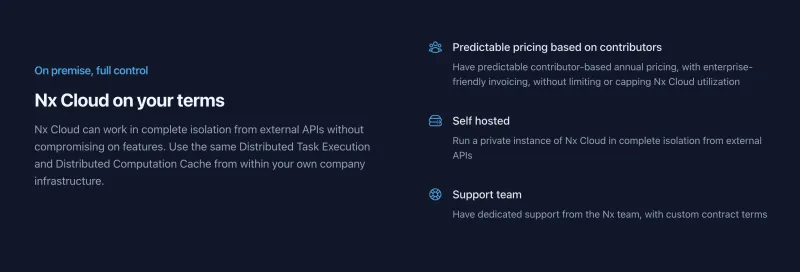 On premise, full control
Nx Cloud on your terms
Nx Cloud can work in complete isolation from external APIs without
compromising on features. Use the same Distributed Task Execution
and Distributed Computation Cache from within your own company
infrastructure.
Predictable pricing based on contributors
Have predictable contributor-based annual pricing, with enterprise-
friendly invoicing, without limiting or capping Nx Cloud utilization
Self hosted
Run a private instance of Nx Cloud in complete isolation from external
APIs
Support team
Have dedicated support from the Nx team, with custom contract terms